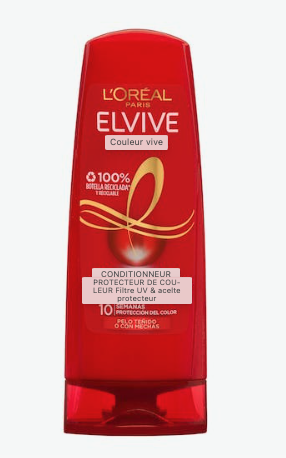 L'ORÉAL
PARIS
ELVIVE
Couleur vive
100%
BOTELLA RECICLADA*
Y RECICLABLE
CONDITIONNEUR
PROTECTEUR DE COU-
LEUR Filtre UV & acelte
protecteur
10 SEMANAS
PROTECCIÓN DEL COLOR
PELO TEÑIDO
O CON MECHAS